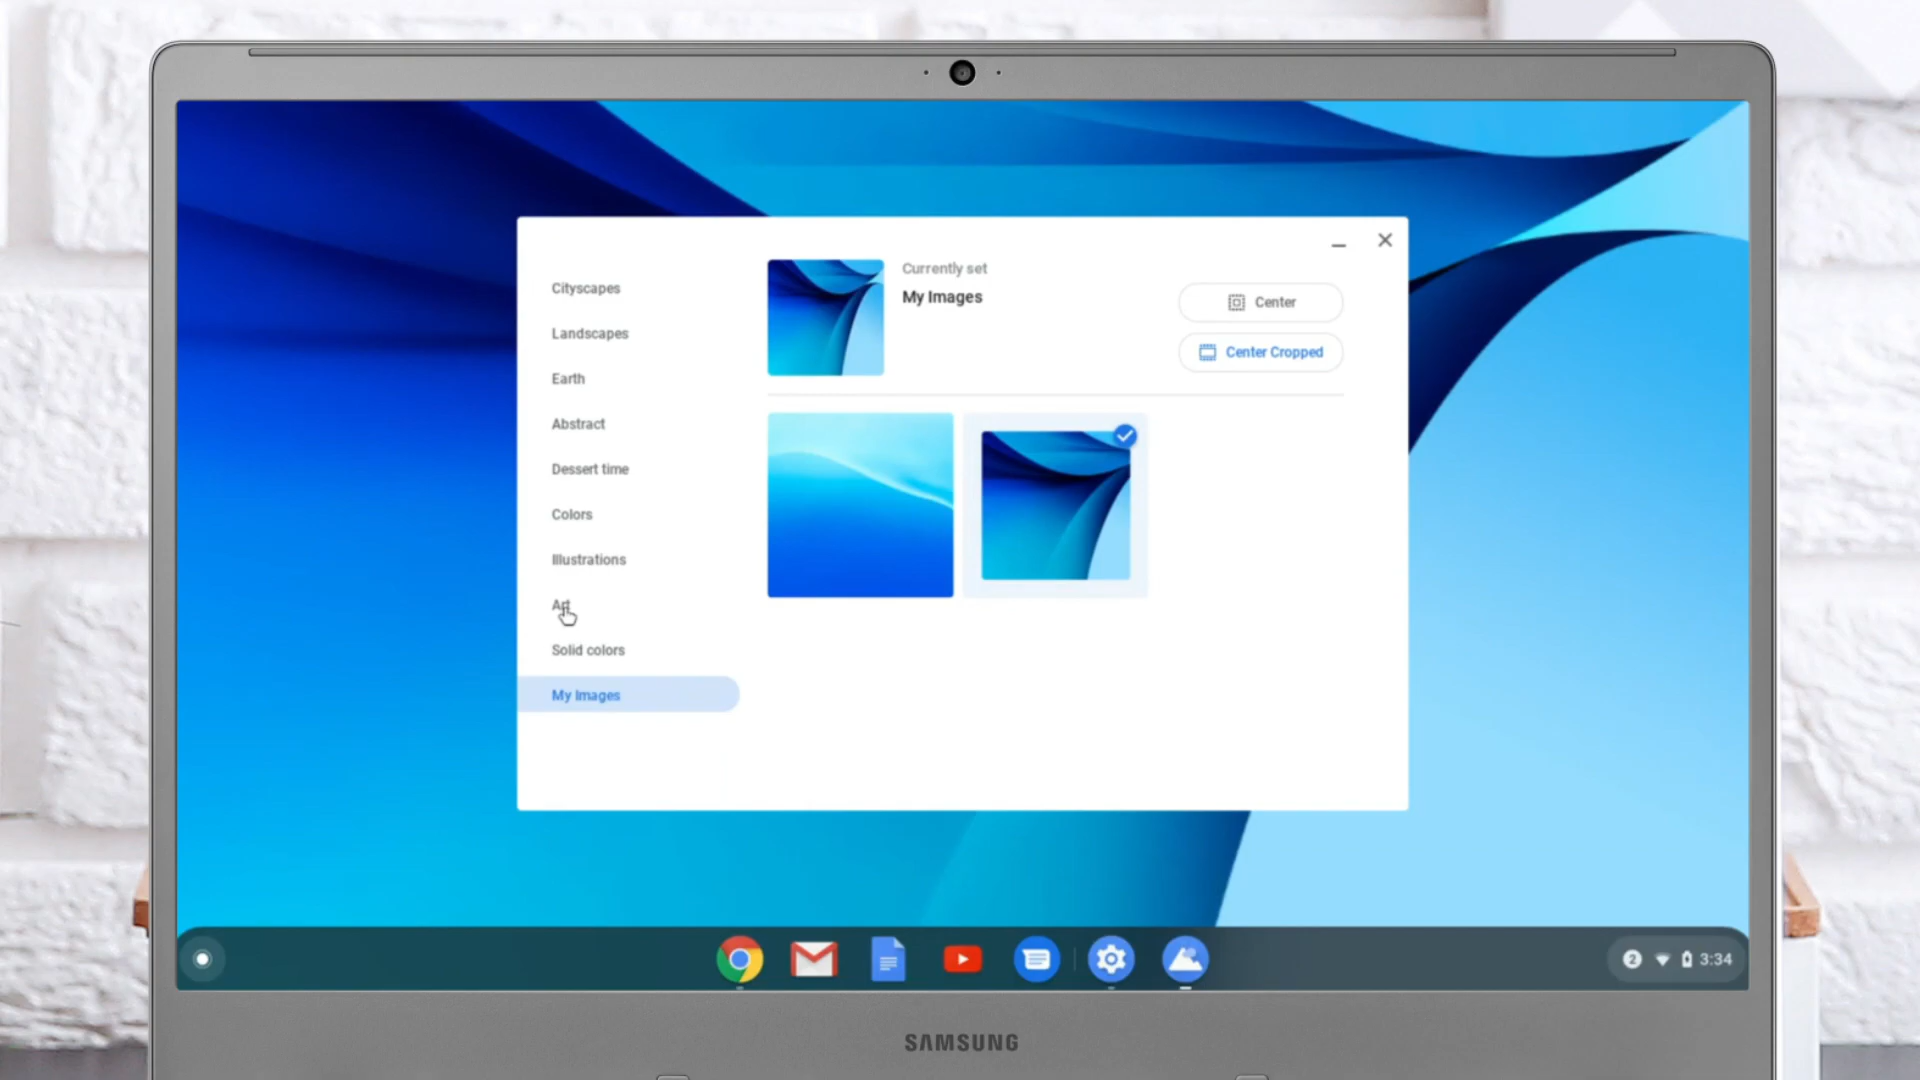 Cityscapes
Landscapes
Earth
Abstract
Dessert time
Colors
Illustrations
Art
Solid colors
My Images
Currently set
My Images
Center
Center Cropped
2
3:34
SAMSUNG